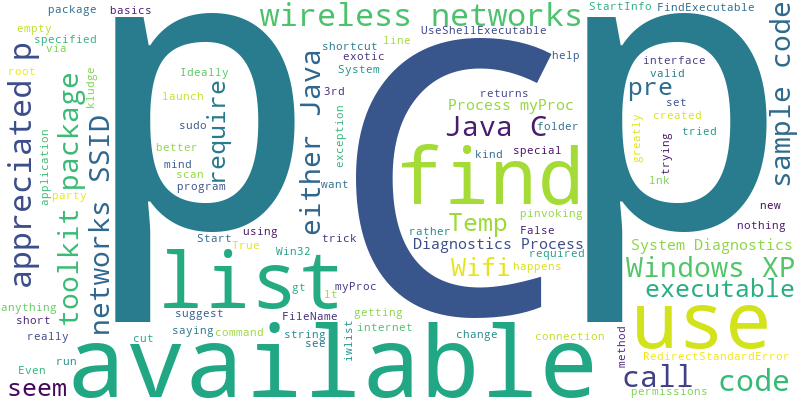 p
C
p
available
find
use
list
wireless networks
networks SSID
toolkit package
appreciated p
either Java
require
sample code
pre
Java C
Temp
Wifi
Windows XP
executable
call
code
seem
Process myProc
Diagnostics Process
System Diagnostics
package
basics
empty
specified
via
root
kludge
application
party
anything
short
really
Even
run
cut
Ideally
launch
sudo
better
mind
scan
program
Start
using
True
trick
Win32
gt
lt
myProc
suggest
FileName
saying
command
string
see
getting
internet
iwlist
3rd
want
exception
System
exotic
shortcut
line
UseShellExecutable
help
returns
folder
kind
special
pinvoking
rather
False
required
happens
change
connection
StartInfo
FindExecutable
interface
valid
set
created
tried
greatly
trying
lnk
new
nothing
method
RedirectStandardError
permissions